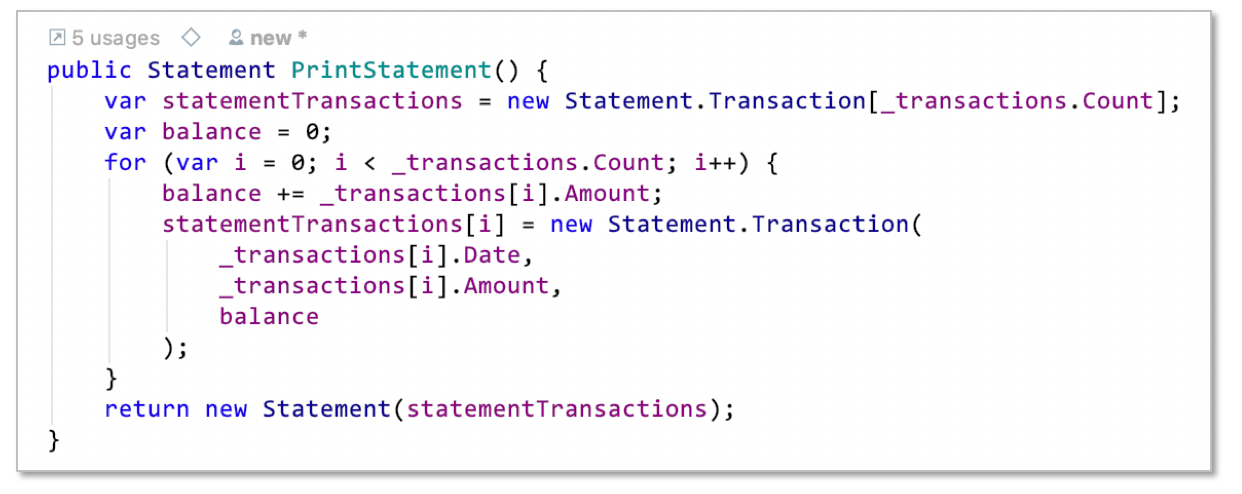 5 usages new *
public Statement PrintStatement() {
    var statementTransactions = new Statement.Transaction[_transactions.Count];
    var balance = 0;
    for (var i = 0; i < _transactions.Count; i++) {
        balance += _transactions[i].Amount;
        statementTransactions[i] = new Statement.Transaction(
            _transactions[i].Date,
            _transactions[i].Amount,
            balance
        );
    }
    return new Statement(statementTransactions);
}